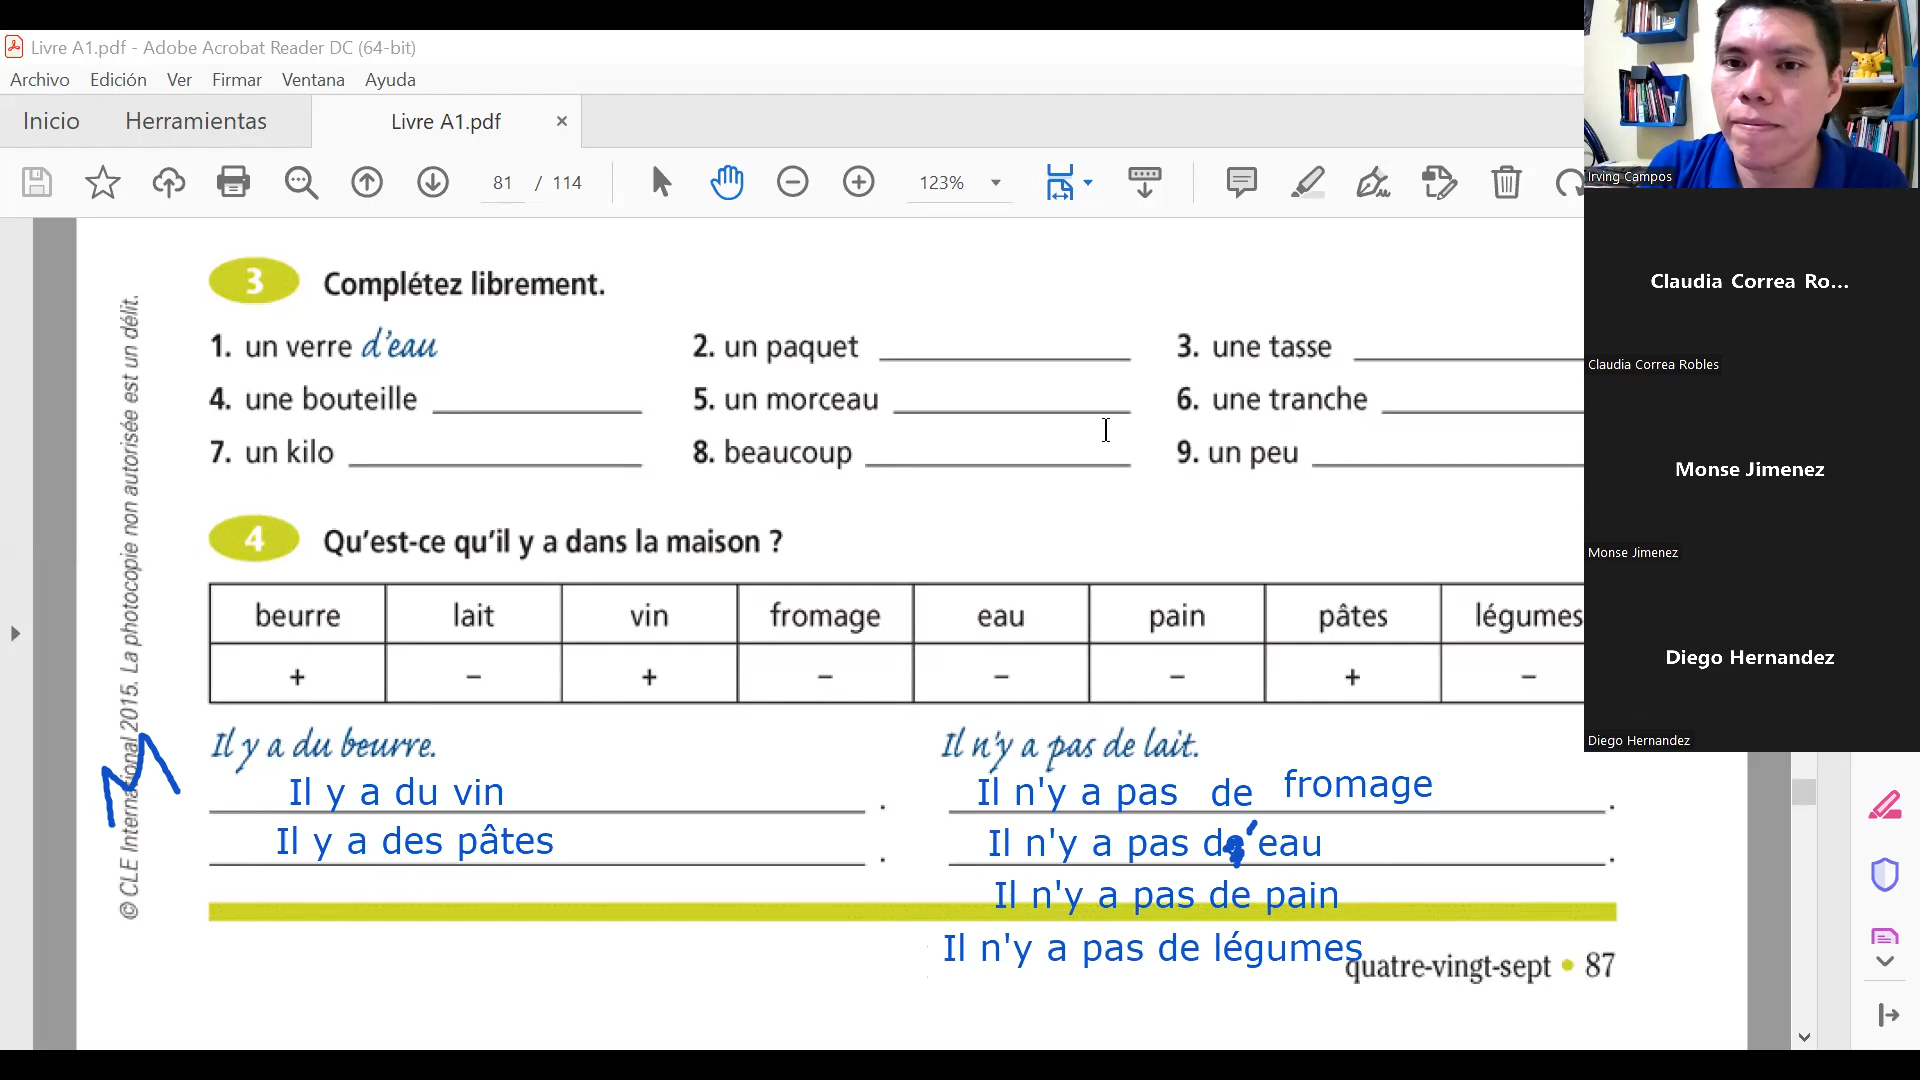 Livre A1.pdf - Adobe Acrobat Reader DC (64-bit)
Archivo Edición Ver Firmar Ventana Ayuda
Inicio Herramientas Livre A1.pdf ×
81 / 114 123%
Irving Campos
Claudia Correa Ro...
Claudia Correa Robles
Monse Jimenez
Monse Jimenez
Diego Hernandez
Diego Hernandez
© CLE International 2015. La photocopie non autorisée est un délit.
M
3 Complétez librement.
1. un verre d'eau 2. un paquet 3. une tasse
4. une bouteille 5. un morceau 6. une tranche
7. un kilo 8. beaucoup 9. un peu
4 Qu'est-ce qu'il y a dans la maison ?
beurre lait vin fromage eau pain pâtes légumes
+ – + – – – + –
Il y a du beurre. Il n'y a pas de lait.
Il y a du vin . Il n'y a pas de fromage .
Il y a des pâtes . Il n'y a pas d'eau .
Il n'y a pas de pain
Il n'y a pas de légumes
quatre-vingt-sept • 87